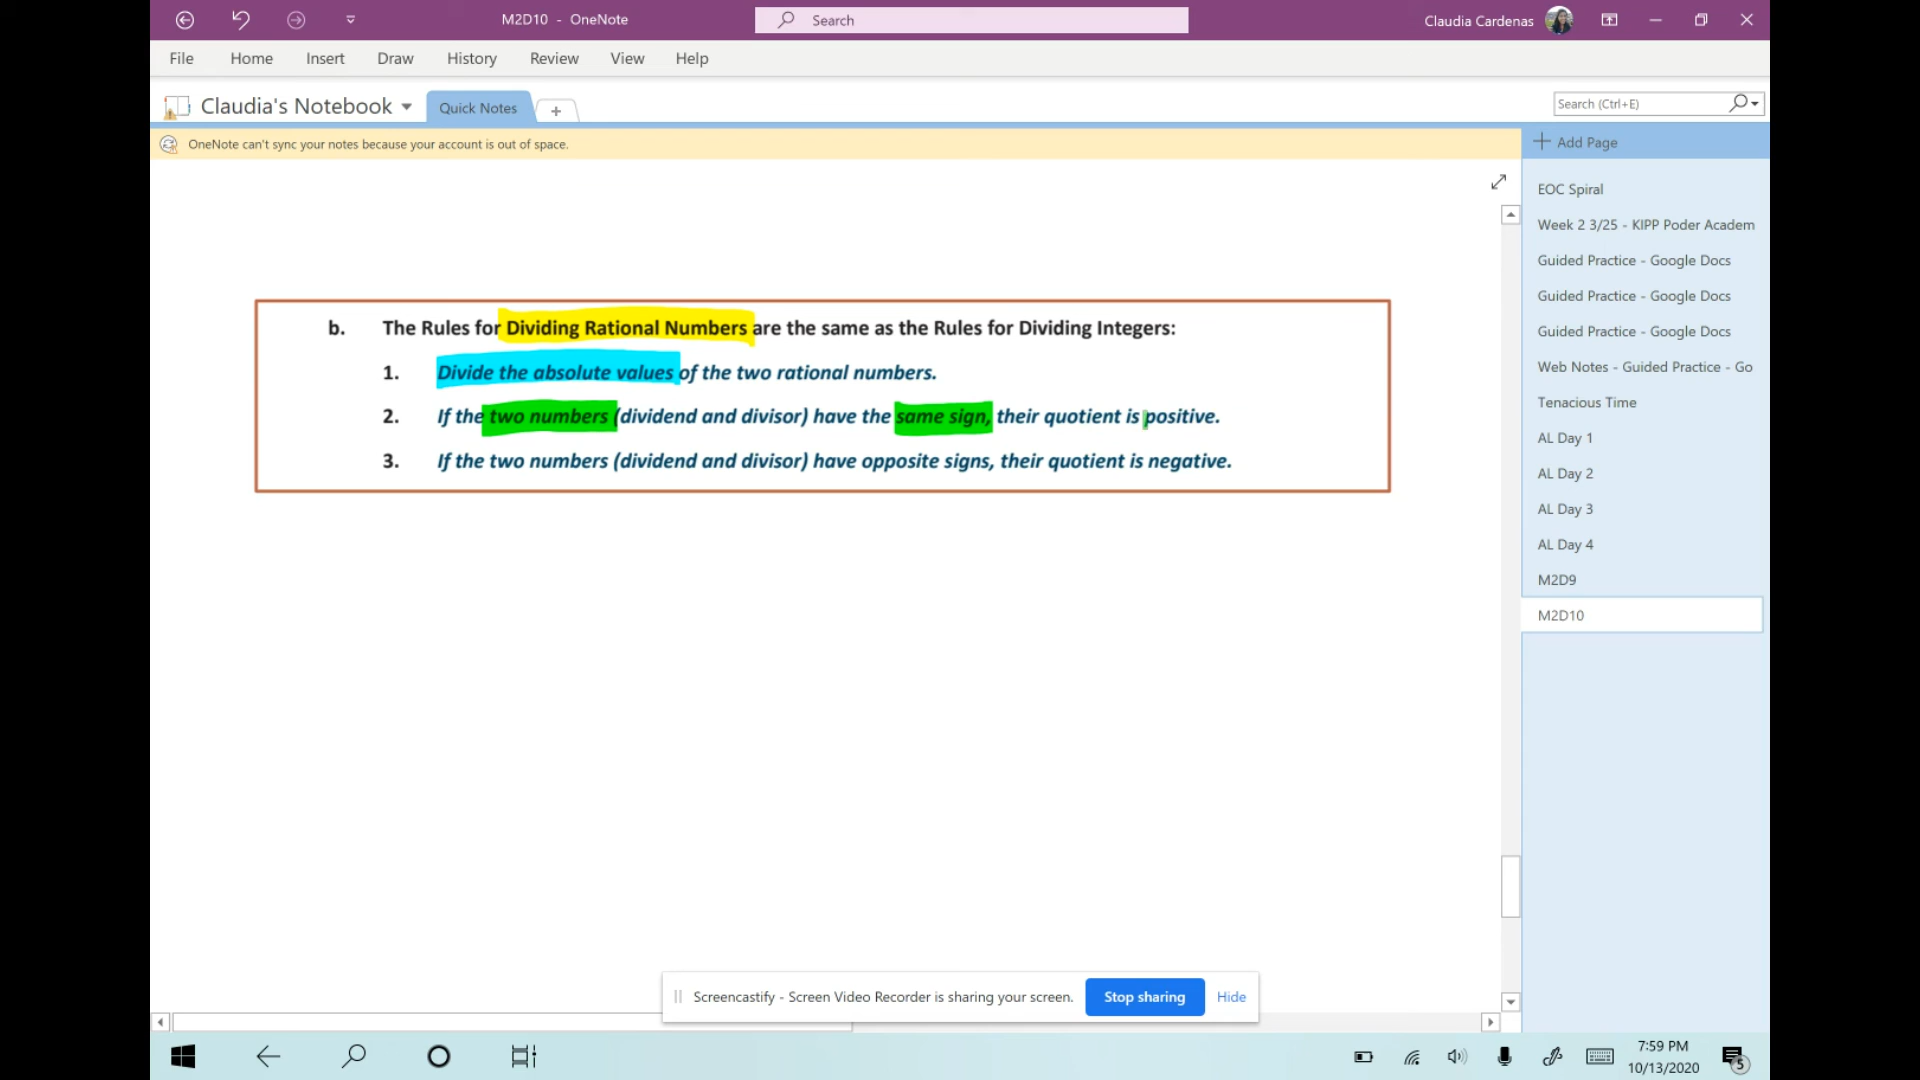 M2D10 - OneNote
Search
Claudia Cardenas
File Home Insert Draw History Review View Help
Claudia's Notebook
Quick Notes
Search (Ctrl+E)
OneNote can't sync your notes because your account is out of space.
Add Page
EOC Spiral
Week 2 3/25 - KIPP Poder Academ
Guided Practice - Google Docs
Guided Practice - Google Docs
Guided Practice - Google Docs
Web Notes - Guided Practice - Go
Tenacious Time
AL Day 1
AL Day 2
AL Day 3
AL Day 4
M2D9
M2D10
b. The Rules for Dividing Rational Numbers are the same as the Rules for Dividing Integers:
1. Divide the absolute values of the two rational numbers.
2. If the two numbers (dividend and divisor) have the same sign, their quotient is positive.
3. If the two numbers (dividend and divisor) have opposite signs, their quotient is negative.
Screencastify - Screen Video Recorder is sharing your screen. Stop sharing Hide
7:59 PM
10/13/2020
5